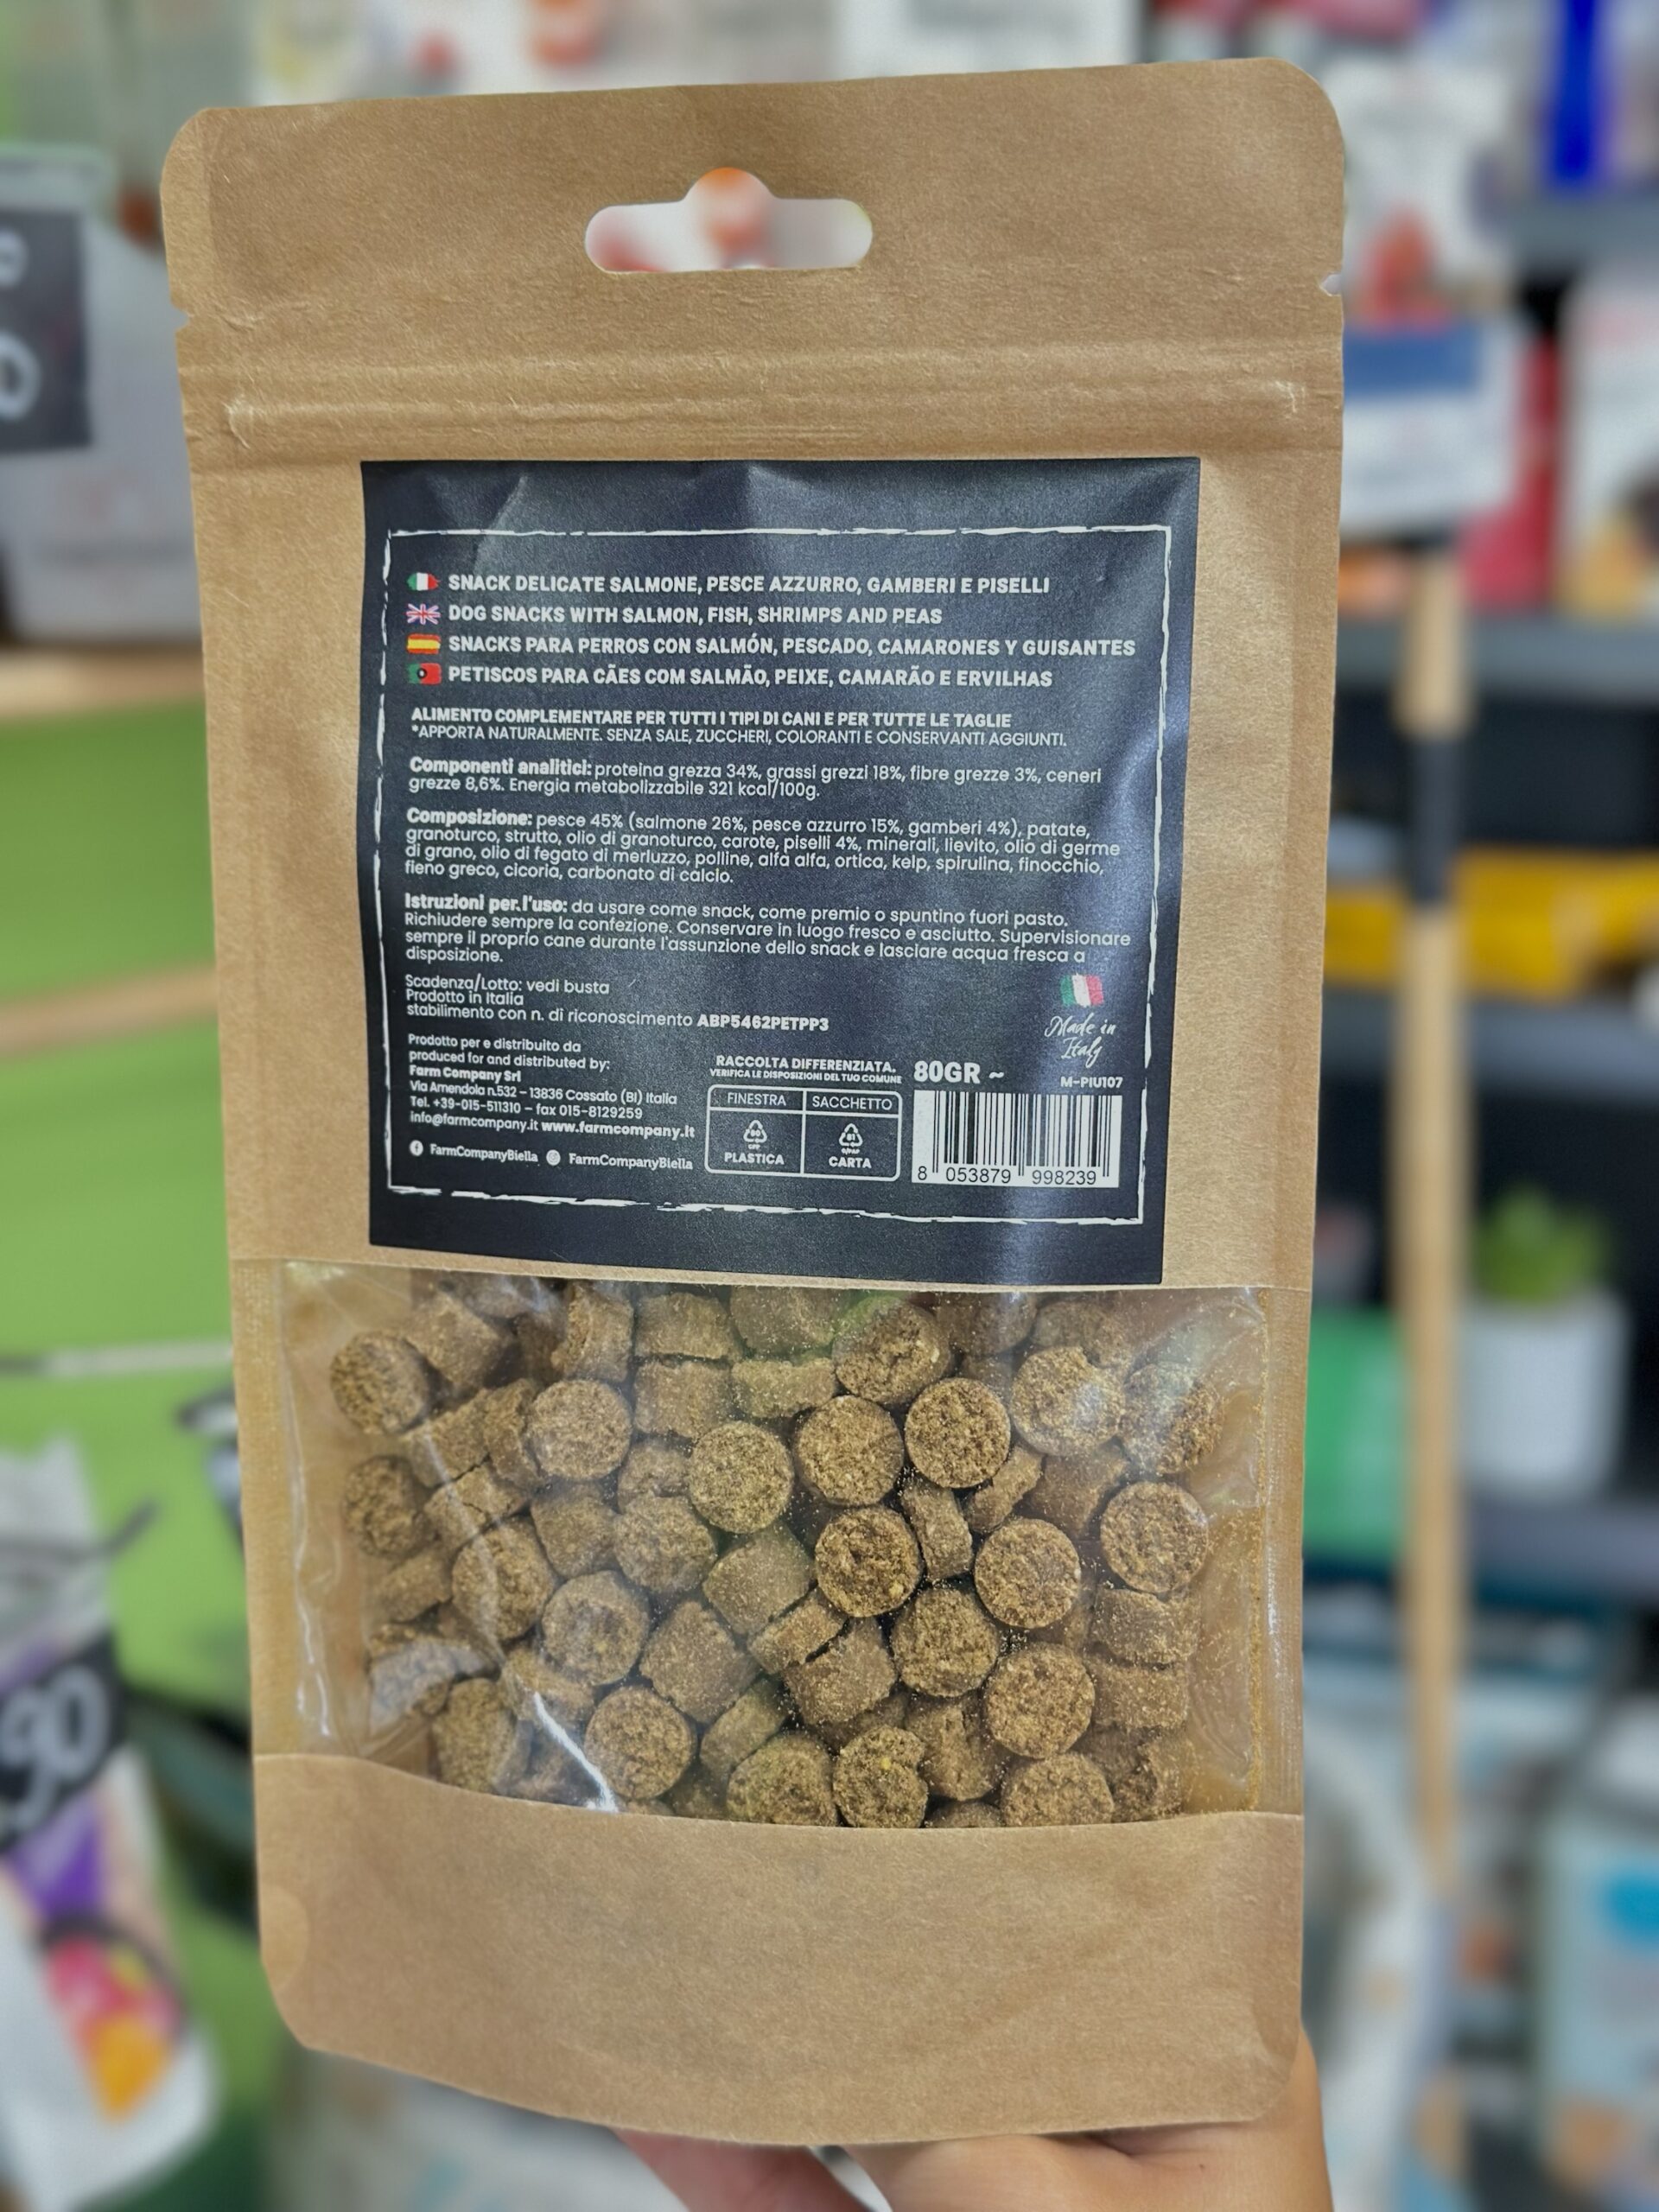 SNACK DELICATE SALMONE, PESCE AZZURRO, GAMBERI E PISELLI
DOG SNACKS WITH SALMON, FISH, SHRIMPS AND PEAS
SNACKS PARA PERROS CON SALMÓN, PESCADO, CAMARONES Y GUISANTES
PETISCOS PARA CÃES COM SALMÃO, PEIXE, CAMARÃO E ERVILHAS
ALIMENTO COMPLEMENTARE PER TUTTI I TIPI DI CANI E PER TUTTE LE TAGLIE
*APPORTA NATURALMENTE. SENZA SALE, ZUCCHERI, COLORANTI E CONSERVANTI AGGIUNTI.
Componenti analitici: proteina grezza 34%, grassi grezzi 18%, fibre grezze 3%, ceneri
grezze 8,6%. Energia metabolizzabile 321 kcal/100g.
Composizione: pesce 45% (salmone 26%, pesce azzurro 15%, gamberi 4%), patate,
granoturco, strutto, olio di granoturco, carote, piselli 4%, minerali, lievito, olio di germe
di grano, olio di fegato di merluzzo, polline, alfa alfa, ortica, kelp, spirulina, finocchio,
fieno greco, cicoria, carbonato di calcio.
Istruzioni per.l'uso: da usare come snack, come premio o spuntino fuori pasto.
Richiudere sempre la confezione. Conservare in luogo fresco e asciutto. Supervisionare
sempre il proprio cane durante l'assunzione dello snack e lasciare acqua fresca a
disposizione.
Scadenza/Lotto: vedi busta
Prodotto in Italia
stabilimento con n. di riconoscimento ABP5462PETPP3
Made in
Italy
Prodotto per e distribuito da
produced for and distributed by:
Farm Company Srl
Via Amendola n.532 – 13836 Cossato (BI) Italia
Tel. +39-015-511310 – fax 015-8129259
info@farmcompany.it www.farmcompany.it
FarmCompanyBiella FarmCompanyBiella
RACCOLTA DIFFERENZIATA.
VERIFICA LE DISPOSIZIONI DEL TUO COMUNE
FINESTRA SACCHETTO
PLASTICA CARTA
80GR ~
M-PIU107
8 053879 998239
90